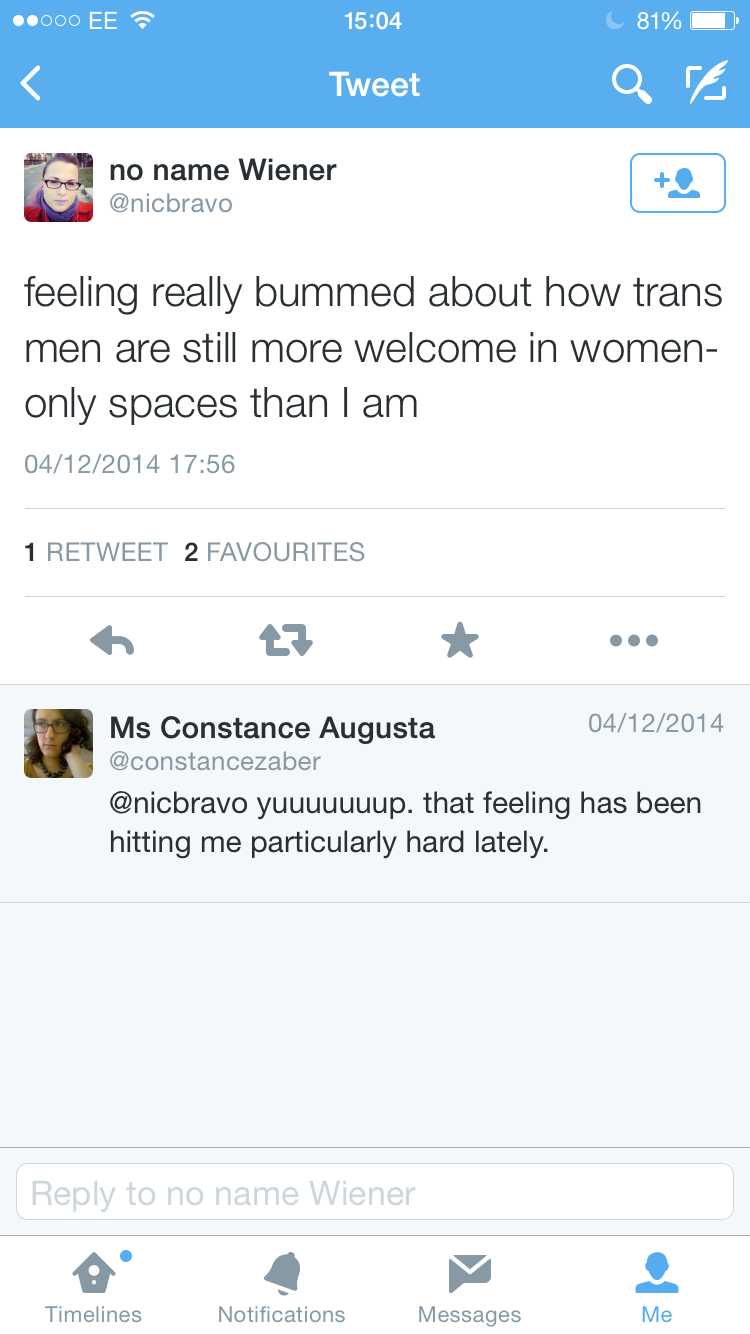 EE 15:04 81%
Tweet
no name Wiener
@nicbravo
feeling really bummed about how trans
men are still more welcome in women-
only spaces than I am
04/12/2014 17:56
1 RETWEET 2 FAVOURITES
Ms Constance Augusta 04/12/2014
@constancezaber
@nicbravo yuuuuuuup. that feeling has been
hitting me particularly hard lately.
Reply to no name Wiener
Timelines Notifications Messages Me